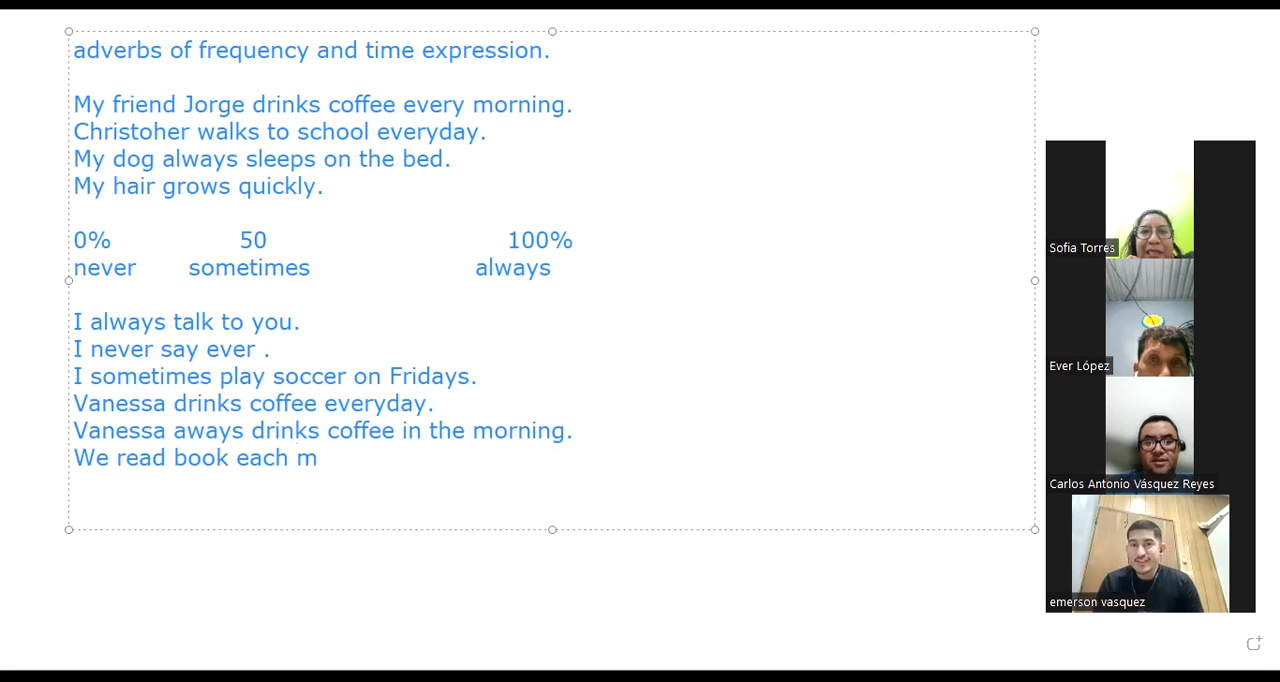 adverbs of frequency and time expression.
My friend Jorge drinks coffee every morning.
Christoher walks to school everyday.
My dog always sleeps on the bed.
My hair grows quickly.
0% 50 100%
never sometimes always
I always talk to you.
I never say ever .
I sometimes play soccer on Fridays.
Vanessa drinks coffee everyday.
Vanessa aways drinks coffee in the morning.
We read book each m
Sofia Torres
Ever López
Carlos Antonio Vásquez Reyes
emerson vasquez